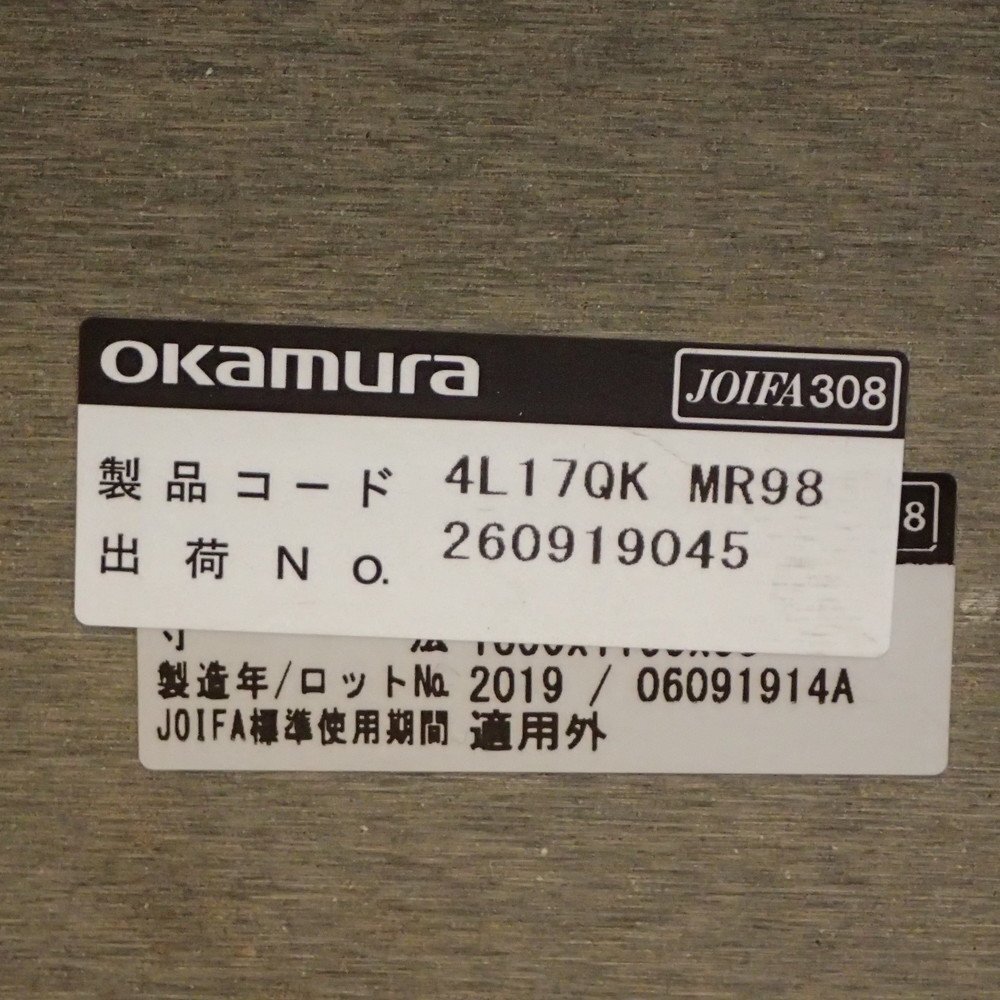 okamura JOIFA308
製品コード 4L17QK MR98
出荷No. 260919045
8
寸法
製造年/ロット№ 2019 / 06091914A
JOIFA標準使用期間 適用外